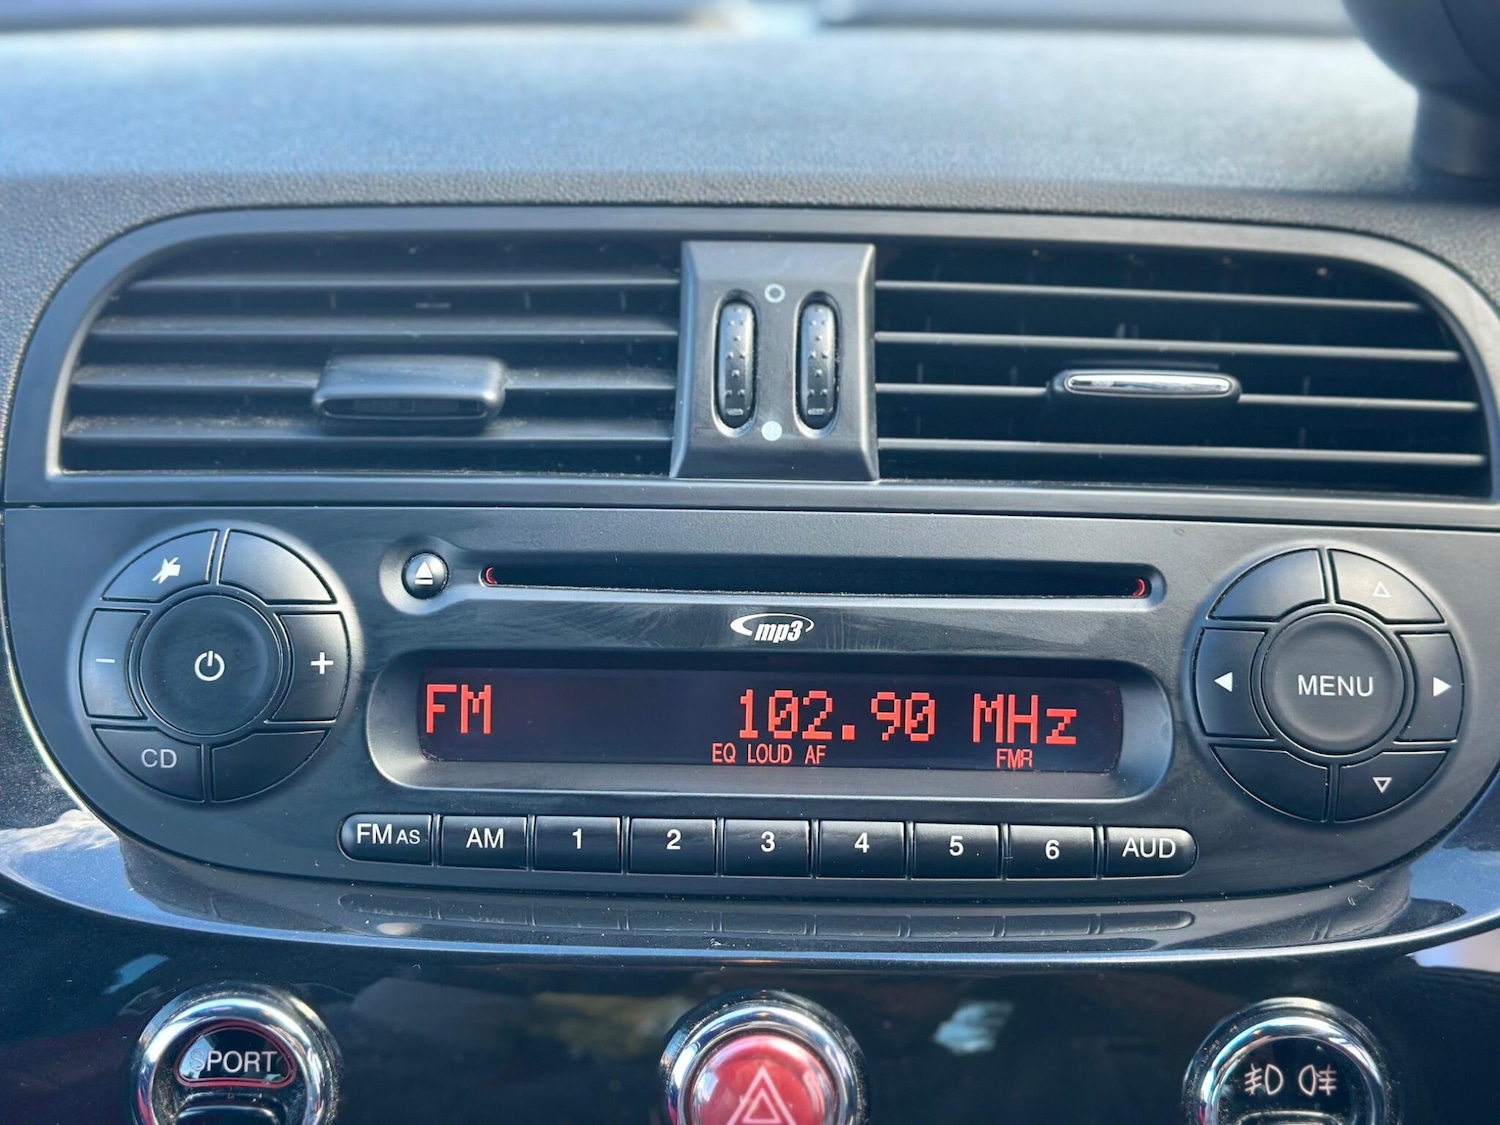 mp3
FM 102.90 MHz
EQ LOUD AF FMR
MENU
CD
FM AS AM 1 2 3 4 5 6 AUD
SPORT